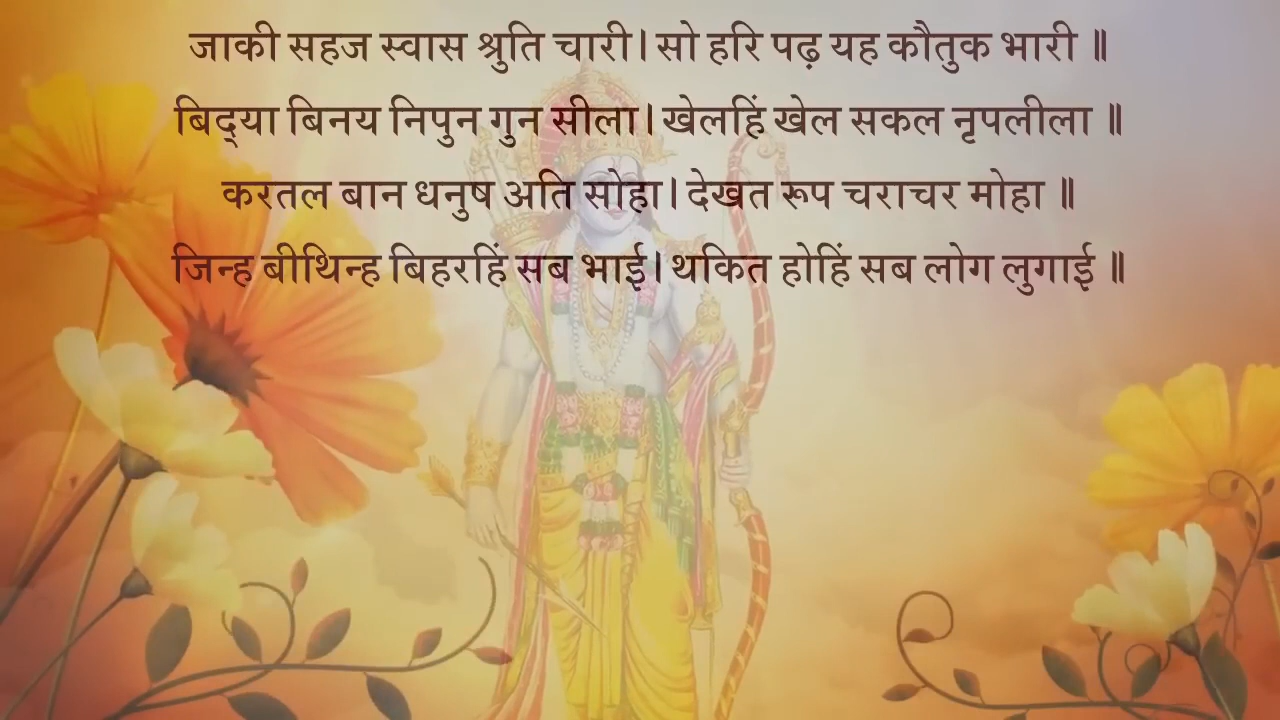 जाकी सहज स्वास श्रुति चारी। सो हरि पढ़ यह कौतुक भारी ॥
बिद्‌या बिनय निपुन गुन सीला। खेलहिं खेल सकल नृपलीला ॥
करतल बान धनुष अति सोहा। देखत रूप चराचर मोहा ॥
जिन्ह बीथिन्ह बिहरहिं सब भाई। थकित होहिं सब लोग लुगाई ॥